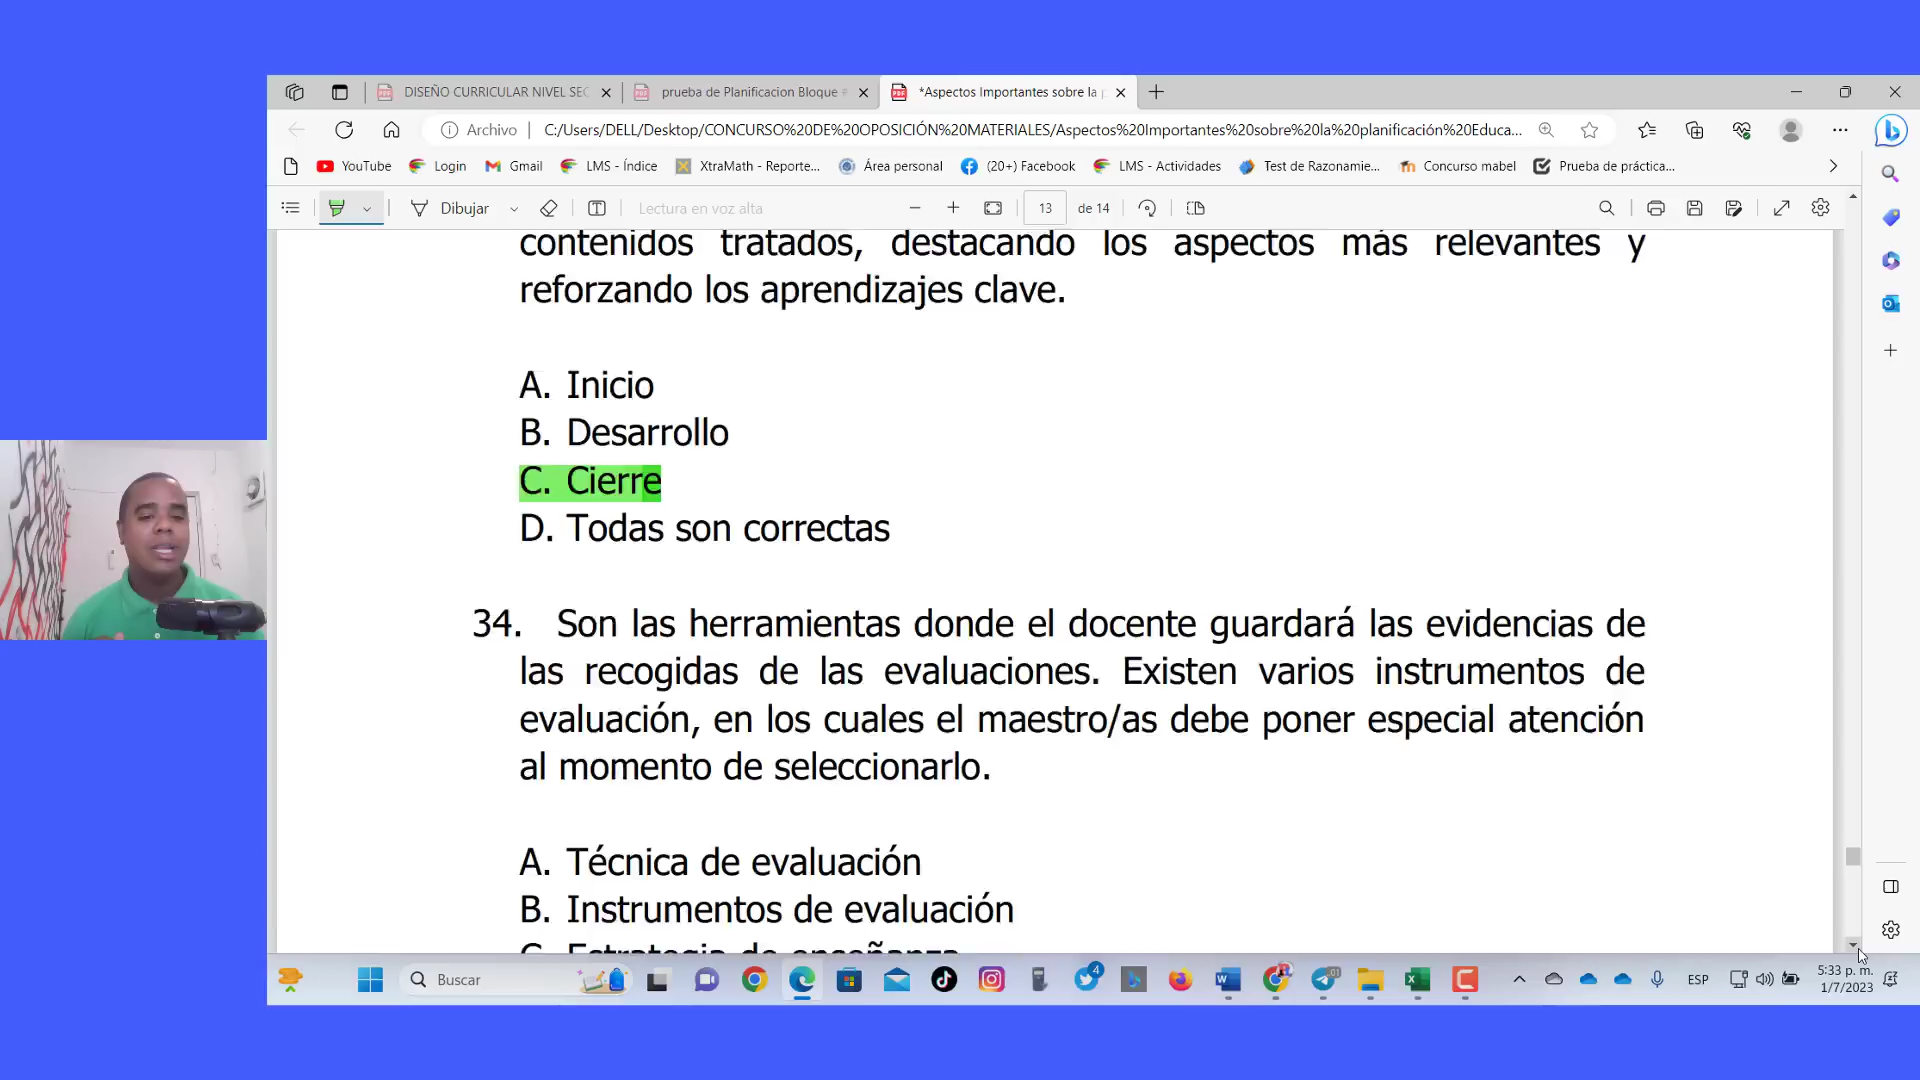 DISEÑO CURRICULAR NIVEL SEC
prueba de Planificacion Bloque #
*Aspectos Importantes sobre la p
Archivo
C:/Users/DELL/Desktop/CONCURSO%20DE%20OPOSICIÓN%20MATERIALES/Aspectos%20Importantes%20sobre%20la%20planificación%20Educa...
YouTube
Login
Gmail
LMS - Índice
XtraMath - Reporte...
Área personal
(20+) Facebook
LMS - Actividades
Test de Razonamie...
Concurso mabel
Prueba de práctica...
Dibujar
Lectura en voz alta
13
de 14
contenidos tratados, destacando los aspectos más relevantes y
reforzando los aprendizajes clave.
A. Inicio
B. Desarrollo
C. Cierre
D. Todas son correctas
34. Son las herramientas donde el docente guardará las evidencias de
las recogidas de las evaluaciones. Existen varios instrumentos de
evaluación, en los cuales el maestro/as debe poner especial atención
al momento de seleccionarlo.
A. Técnica de evaluación
B. Instrumentos de evaluación
C. Estrategia de enseñanza
Buscar
4
ESP
5:33 p. m.
1/7/2023